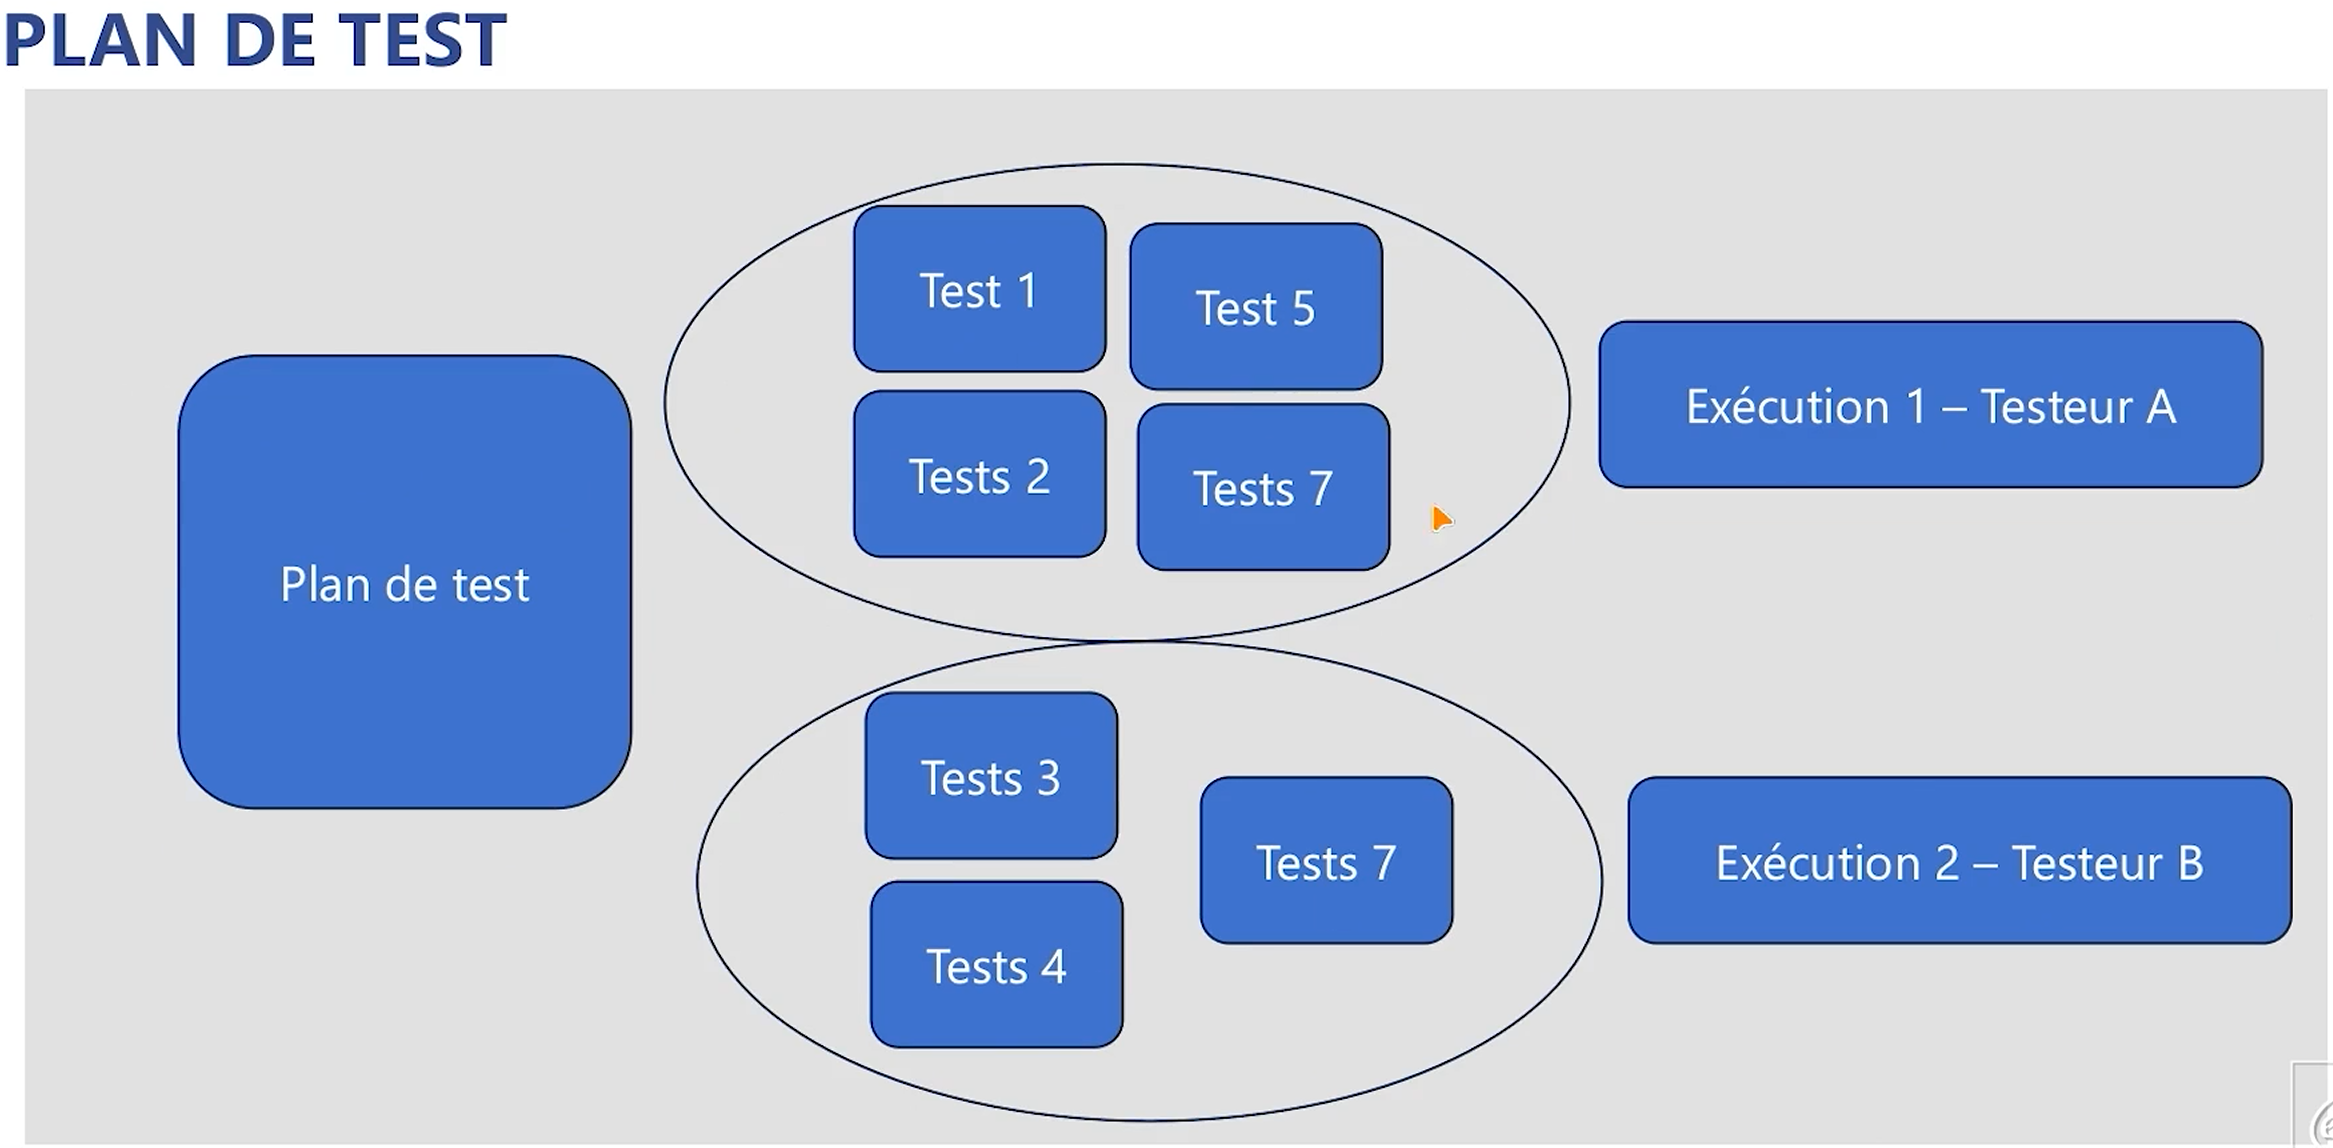 PLAN DE TEST
Plan de test
Test 1
Test 5
Tests 2
Tests 7
Exécution 1 – Testeur A
Tests 3
Tests 7
Tests 4
Exécution 2 – Testeur B